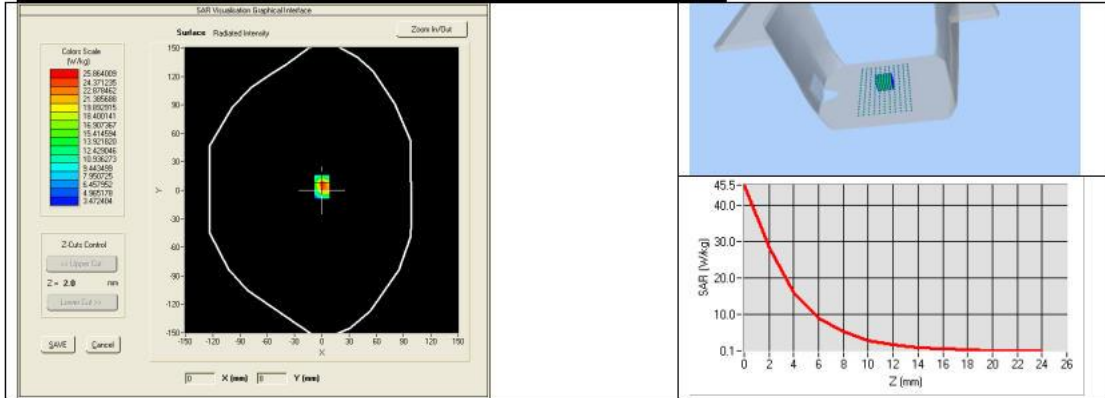 SAR Visualisation Graphical Interface
Surface Radiated Intensity
Zoom In/Out
Colors Scale
(W/kg)
25.864009
24.371235
22.878462
21.385688
19.892915
18.400141
16.907367
15.414594
13.921820
12.429046
10.936273
9.443499
7.950725
6.457952
4.965178
3.472404
Z-Cuts Control
<< Upper Cut
Z = 2.0 mm
Lower Cut >>
SAVE Cancel
150-
120-
90-
60-
30-
0-
-30-
-60-
-90-
-120-
-150-
Y
-150 -120 -90 -60 -30 0 30 60 90 120 150
X
0 X (mm) 0 Y (mm)
45.5-
40.0-
30.0-
20.0-
10.0-
0.1-
SAR (W/kg)
0 2 4 6 8 10 12 14 16 18 20 22 24 26
Z (mm)